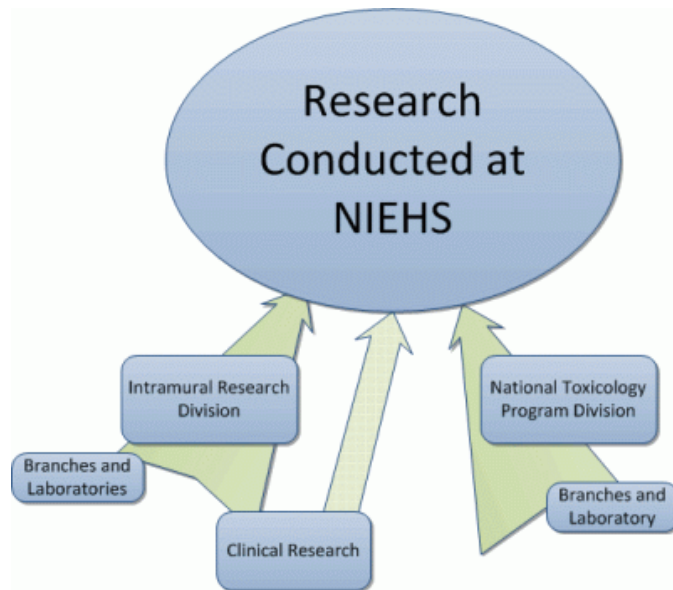 Research
Conducted at
NIEHS
Intramural Research
Division
National Toxicology
Program Division
Branches and
Laboratories
Branches and
Laboratory
Clinical Research